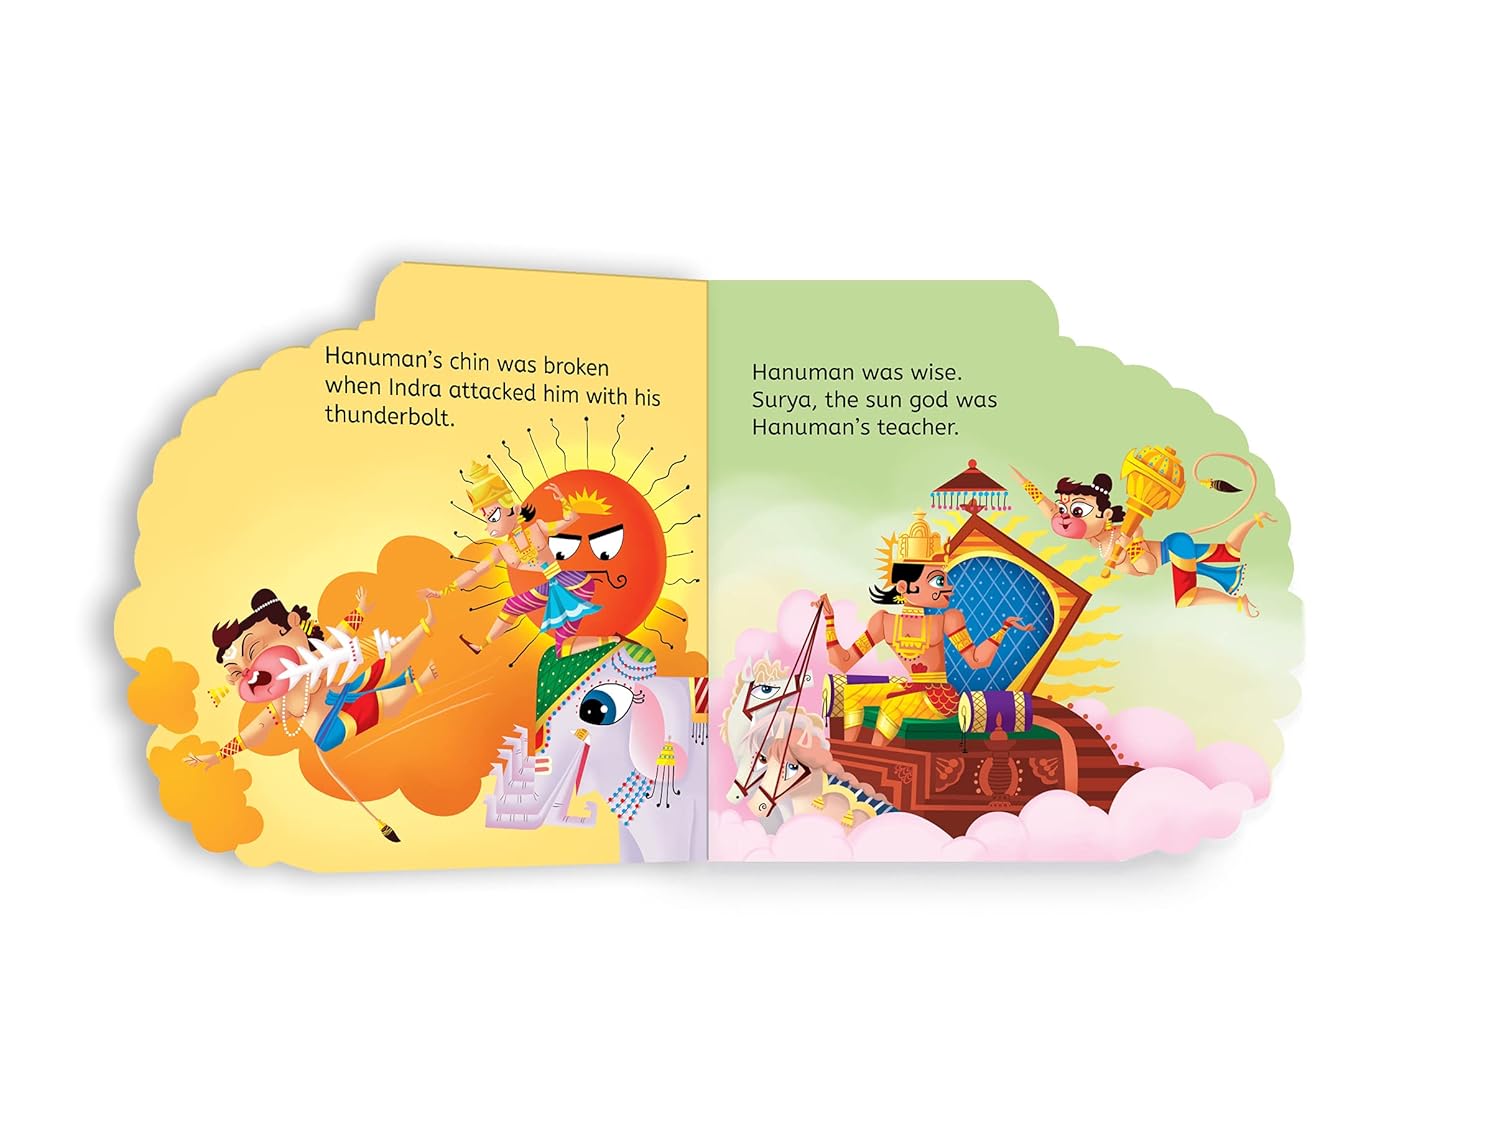 Hanuman's chin was broken
when Indra attacked him with his
thunderbolt.
Hanuman was wise.
Surya, the sun god was
Hanuman's teacher.